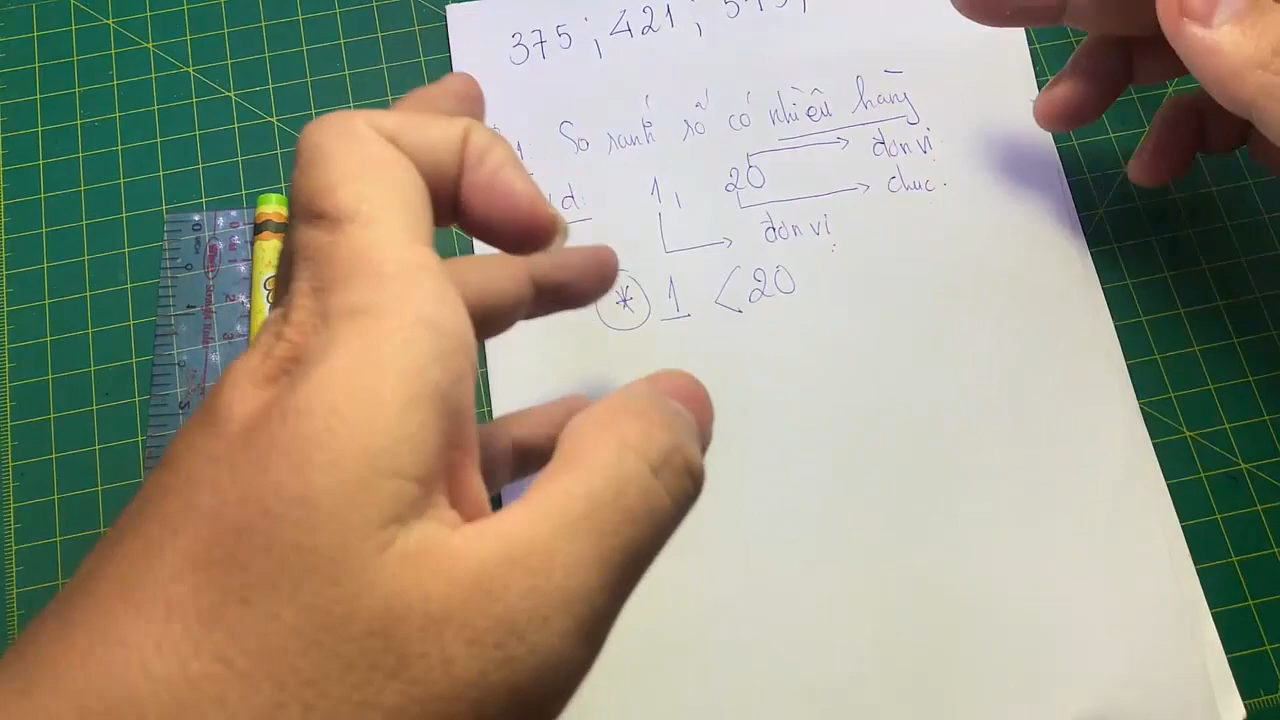 375 ; 421 ;
So sánh số có nhiều hàng
d: 1, 20 đơn vị
chục.
đơn vị
* 1 < 20